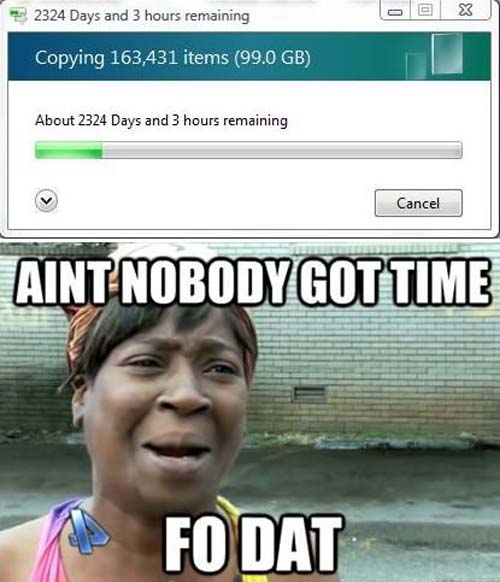 2324 Days and 3 hours remaining
Copying 163,431 items (99.0 GB)
About 2324 Days and 3 hours remaining
Cancel
AINT NOBODY GOT TIME
FO DAT